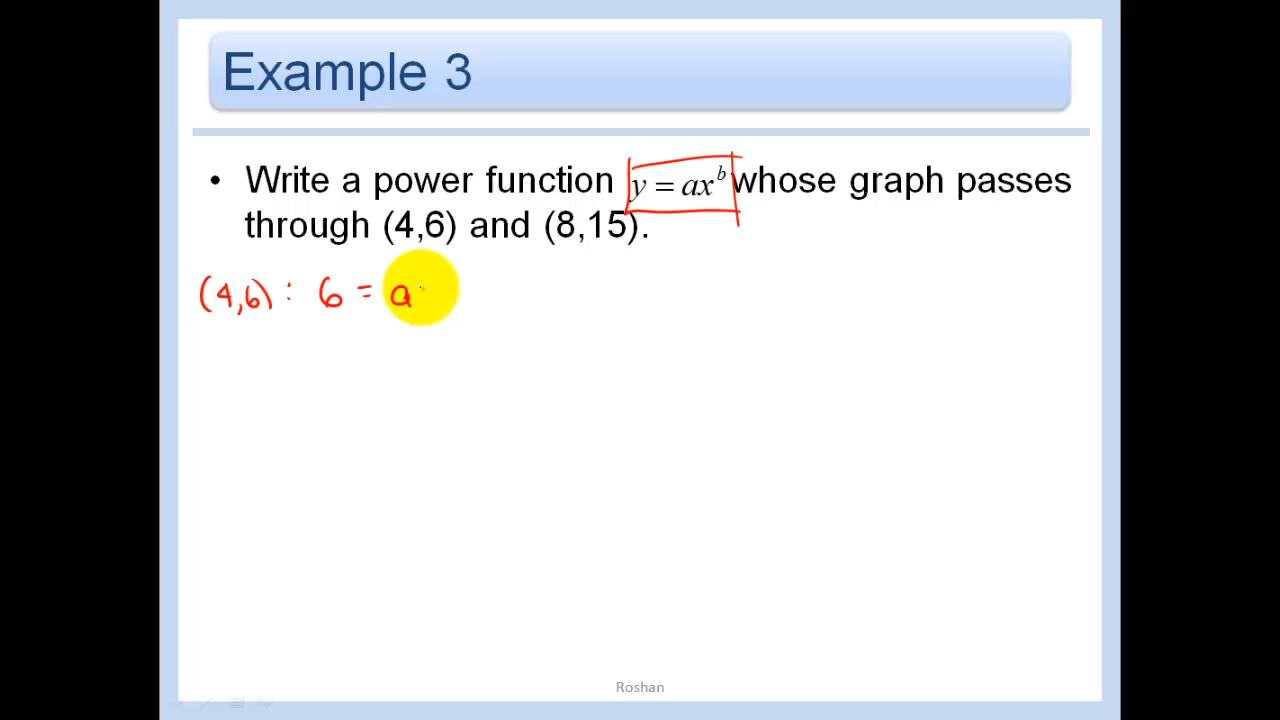 Example 3
• Write a power function y = ax^b whose graph passes
through (4,6) and (8,15).
(4,6) : 6 = a
Roshan